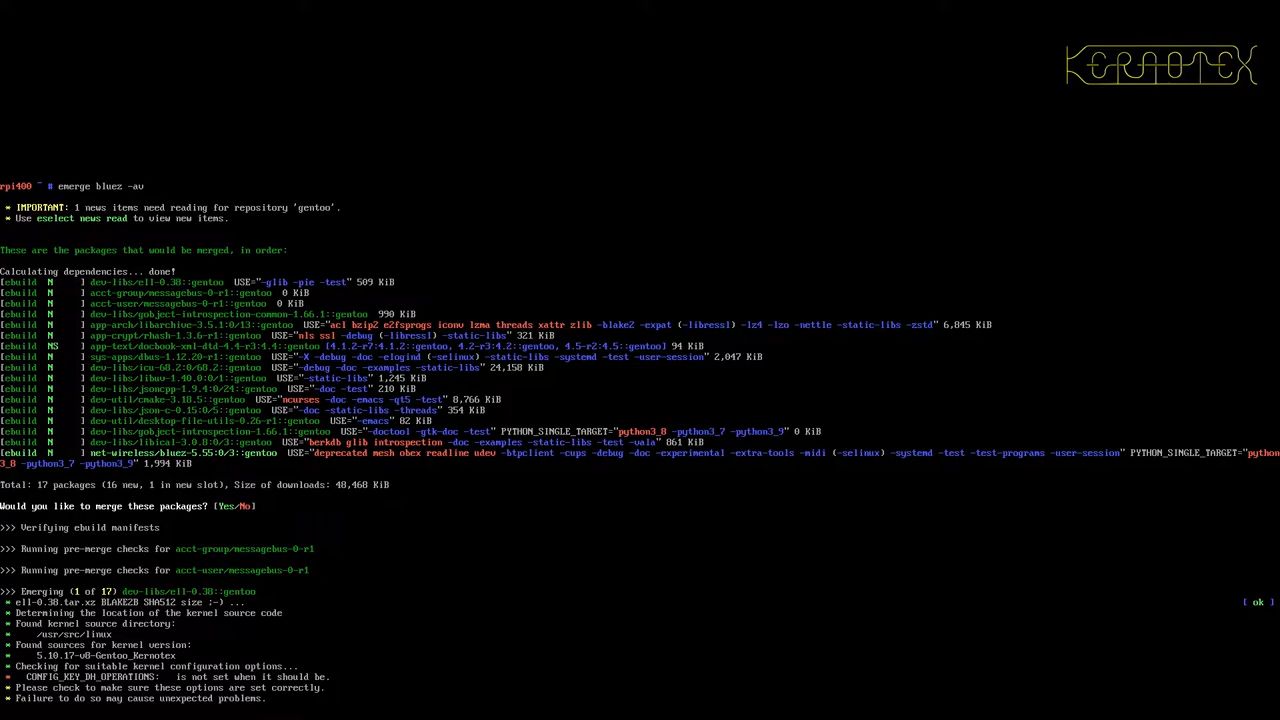 KERNOTEX
rpi400 ~ # emerge bluez -av
* IMPORTANT: 1 news items need reading for repository 'gentoo'.
* Use eselect news read to view new items.
These are the packages that would be merged, in order:
Calculating dependencies... done!
[ebuild  N     ] dev-libs/ell-0.38::gentoo  USE="-glib -pie -test" 509 KiB
[ebuild  N     ] acct-group/messagebus-0-r1::gentoo  0 KiB
[ebuild  N     ] acct-user/messagebus-0-r1::gentoo  0 KiB
[ebuild  N     ] dev-libs/gobject-introspection-common-1.66.1::gentoo  990 KiB
[ebuild  N     ] app-arch/libarchive-3.5.1:0/13::gentoo  USE="acl bzip2 e2fsprogs iconv lzma threads xattr zlib -blake2 -expat (-libressl) -lz4 -lzo -nettle -static-libs -zstd" 6,845 KiB
[ebuild  N     ] app-crypt/rhash-1.3.6-r1::gentoo  USE="nls ssl -debug (-libressl) -static-libs" 321 KiB
[ebuild  NS    ] app-text/docbook-xml-dtd-4.4-r3:4.4::gentoo [4.1.2-r7:4.1.2::gentoo, 4.2-r3:4.2::gentoo, 4.5-r2:4.5::gentoo] 94 KiB
[ebuild  N     ] sys-apps/dbus-1.12.20-r1::gentoo  USE="-X -debug -doc -elogind (-selinux) -static-libs -systemd -test -user-session" 2,047 KiB
[ebuild  N     ] dev-libs/icu-68.2:0/68.2::gentoo  USE="-debug -doc -examples -static-libs" 24,158 KiB
[ebuild  N     ] dev-libs/libuv-1.40.0:0/1::gentoo  USE="-static-libs" 1,245 KiB
[ebuild  N     ] dev-libs/jsoncpp-1.9.4:0/24::gentoo  USE="-doc -test" 210 KiB
[ebuild  N     ] dev-util/cmake-3.18.5::gentoo  USE="ncurses -doc -emacs -qt5 -test" 8,766 KiB
[ebuild  N     ] dev-libs/json-c-0.15:0/5::gentoo  USE="-doc -static-libs -threads" 354 KiB
[ebuild  N     ] dev-util/desktop-file-utils-0.26-r1::gentoo  USE="-emacs" 82 KiB
[ebuild  N     ] dev-libs/gobject-introspection-1.66.1::gentoo  USE="-doctool -gtk-doc -test" PYTHON_SINGLE_TARGET="python3_8 -python3_7 -python3_9" 0 KiB
[ebuild  N     ] dev-libs/libical-3.0.8:0/3::gentoo  USE="berkdb glib introspection -doc -examples -static-libs -test -vala" 861 KiB
[ebuild  N     ] net-wireless/bluez-5.55:0/3::gentoo  USE="deprecated mesh obex readline udev -btpclient -cups -debug -doc -experimental -extra-tools -midi (-selinux) -systemd -test -test-programs -user-session" PYTHON_SINGLE_TARGET="python
3_8 -python3_7 -python3_9" 1,994 KiB
Total: 17 packages (16 new, 1 in new slot), Size of downloads: 48,468 KiB
Would you like to merge these packages? [Yes/No]
>>> Verifying ebuild manifests
>>> Running pre-merge checks for acct-group/messagebus-0-r1
>>> Running pre-merge checks for acct-user/messagebus-0-r1
>>> Emerging (1 of 17) dev-libs/ell-0.38::gentoo
* ell-0.38.tar.xz BLAKE2B SHA512 size ;-) ... [ ok ]
* Determining the location of the kernel source code
* Found kernel source directory:
*     /usr/src/linux
* Found sources for kernel version:
*     5.10.17-v8-Gentoo_Kernotex
* Checking for suitable kernel configuration options...
*   CONFIG_KEY_DH_OPERATIONS:   is not set when it should be.
* Please check to make sure these options are set correctly.
* Failure to do so may cause unexpected problems.